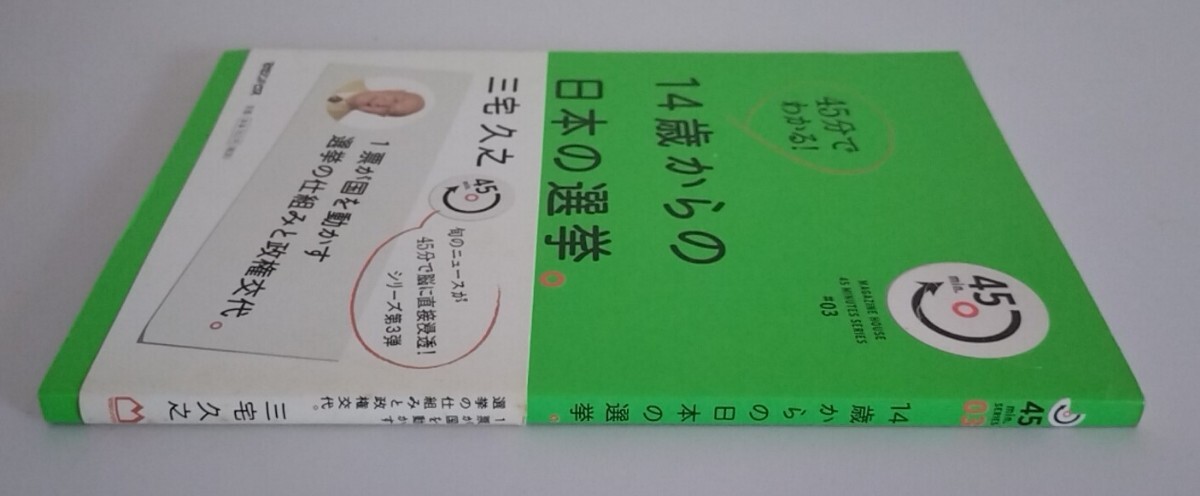 45分で
わかる!
14歳からの
日本の選挙。
45
min.
MAGAZINE HOUSE
45 MINUTES SERIES
#03
三宅 久之
45
min.
旬のニュースが
45分で脳に直接浸透!
シリーズ第3弾
1票が国を動かす
選挙の仕組みと政権交代。
45
min.
SERIES
03
14歳からの日本の選挙。
1票が国を動かす
選挙の仕組みと政権交代。
三宅久之